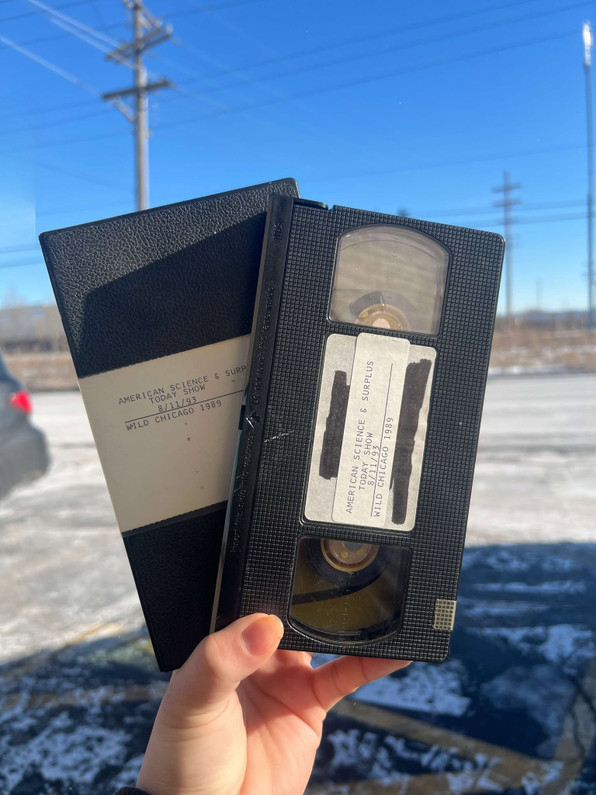 AMERICAN SCIENCE & SURP
TODAY SHOW
8/11/93
WILD CHICAGO 1989
AMERICAN SCIENCE & SURPLUS
TODAY SHOW
8/11/93
WILD CHICAGO 1989